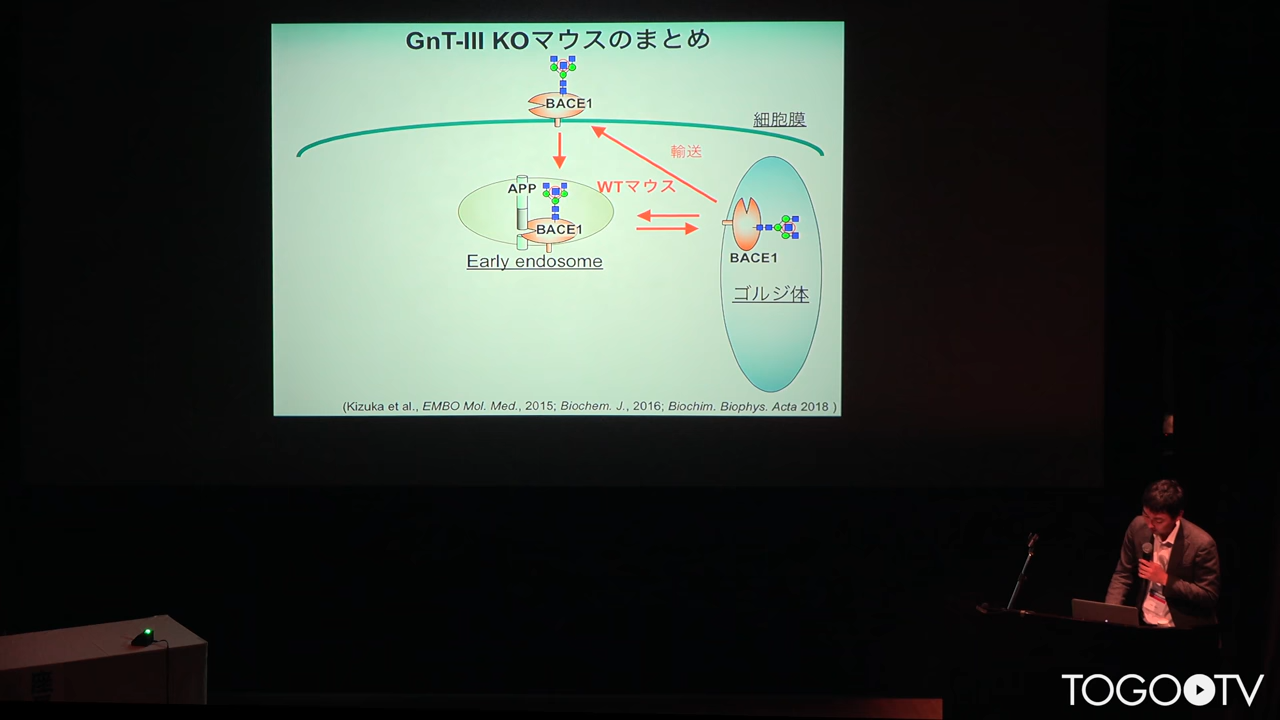 GnT-III KOマウスのまとめ
BACE1
細胞膜
輸送
APP
WTマウス
BACE1
BACE1
Early endosome
ゴルジ体
(Kizuka et al., EMBO Mol. Med., 2015; Biochem. J., 2016; Biochim. Biophys. Acta 2018 )
TOGOTV